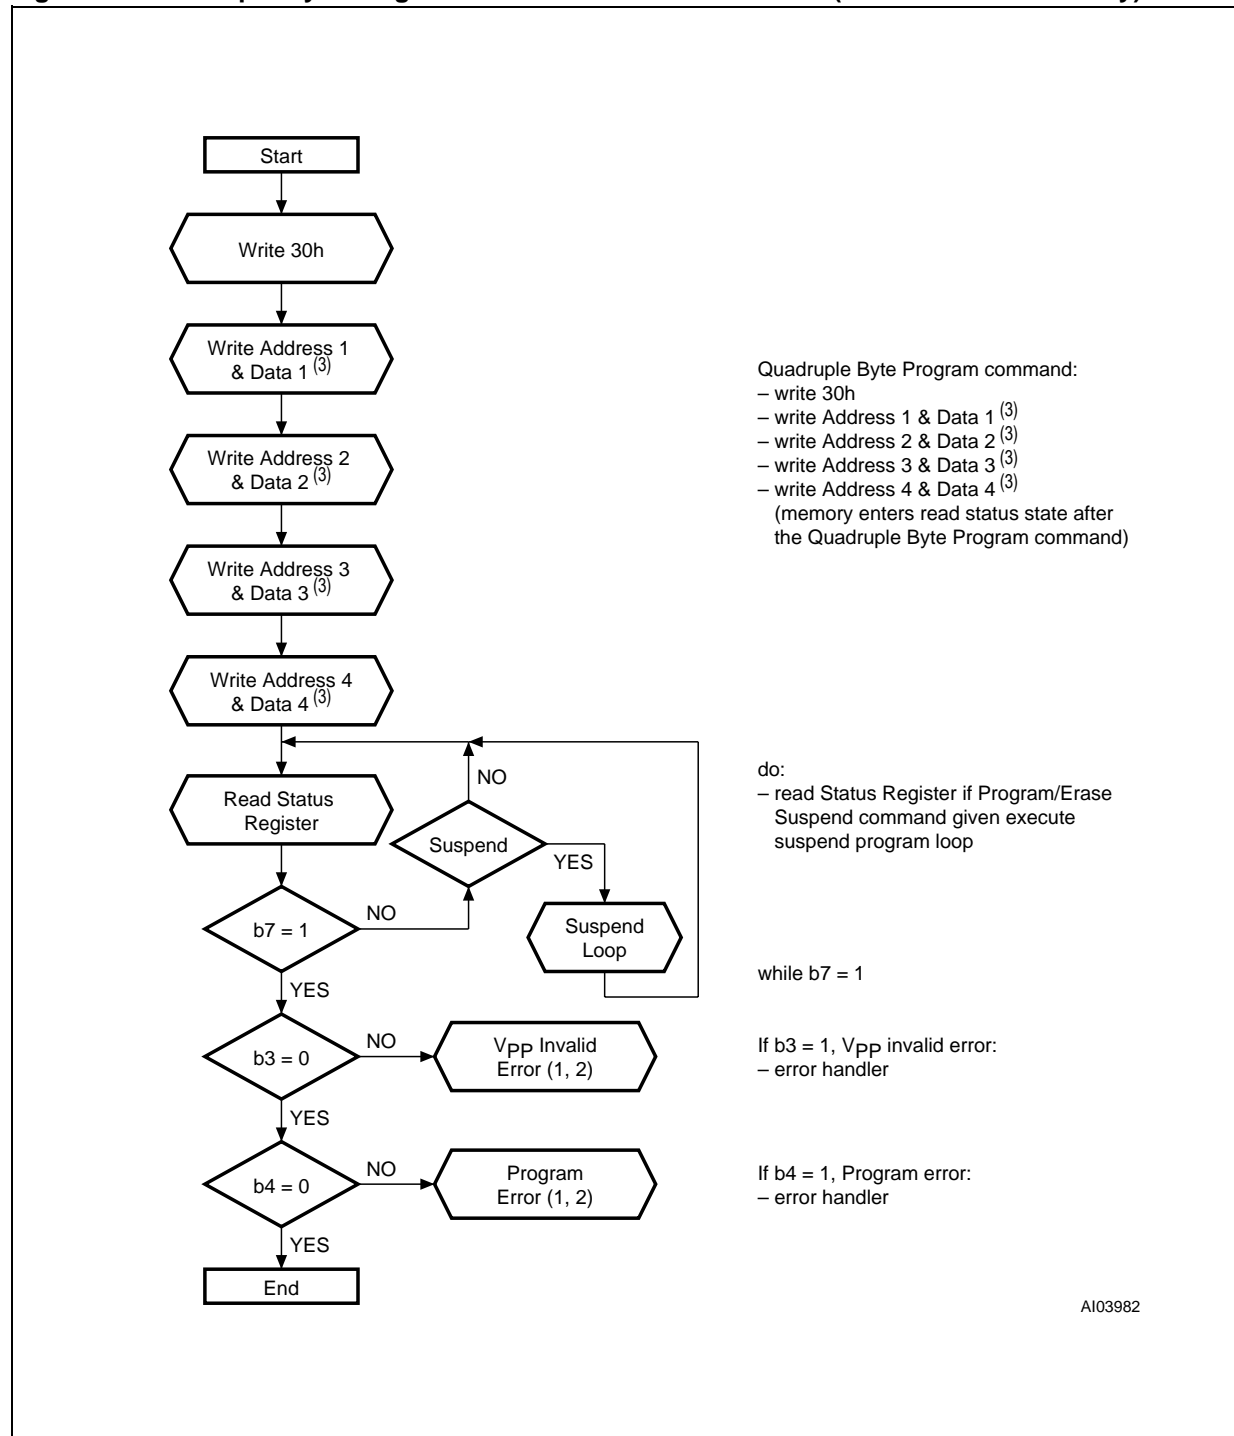 Start
Write 30h
Write Address 1
& Data 1 (3)
Write Address 2
& Data 2 (3)
Write Address 3
& Data 3 (3)
Write Address 4
& Data 4 (3)
Read Status
Register
NO
Suspend
YES
Suspend
Loop
b7 = 1
NO
YES
b3 = 0
NO
VPP Invalid
Error (1, 2)
YES
b4 = 0
NO
Program
Error (1, 2)
YES
End
Quadruple Byte Program command:
– write 30h
– write Address 1 & Data 1 (3)
– write Address 2 & Data 2 (3)
– write Address 3 & Data 3 (3)
– write Address 4 & Data 4 (3)
(memory enters read status state after
the Quadruple Byte Program command)
do:
– read Status Register if Program/Erase
Suspend command given execute
suspend program loop
while b7 = 1
If b3 = 1, VPP invalid error:
– error handler
If b4 = 1, Program error:
– error handler
AI03982